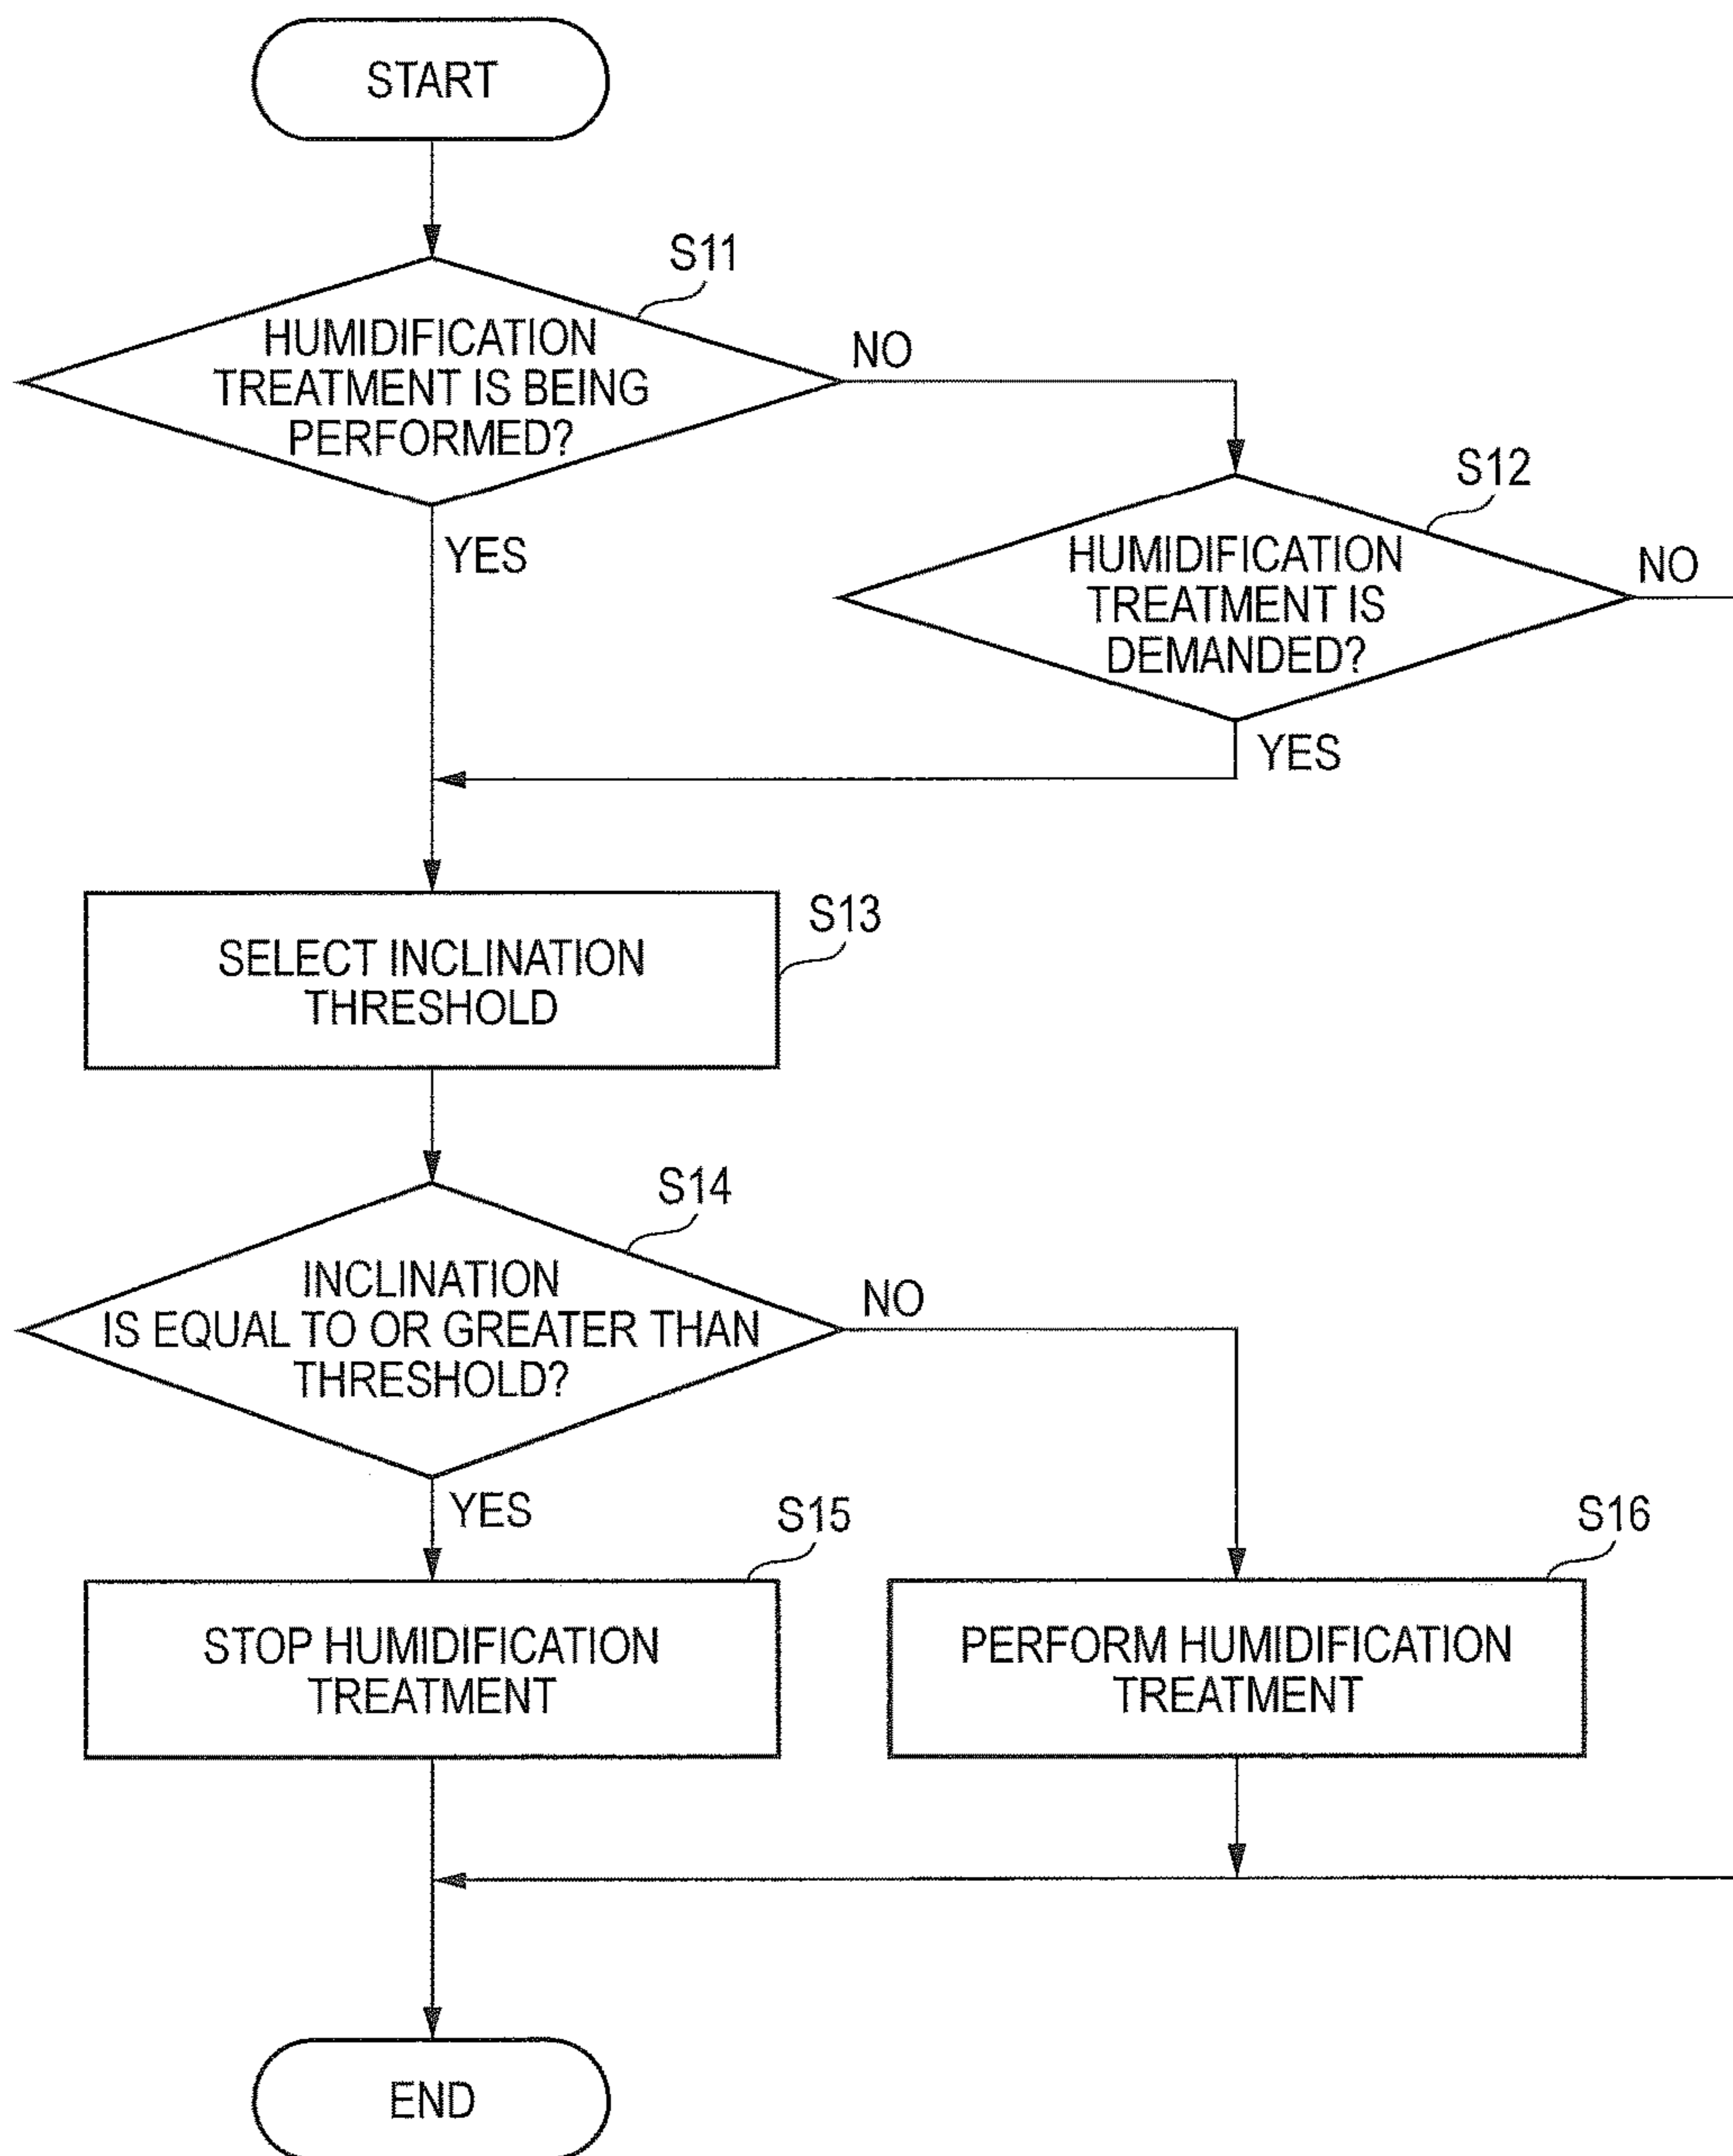 START
S11
HUMIDIFICATION
TREATMENT IS BEING
PERFORMED?
NO
YES
S12
HUMIDIFICATION
TREATMENT IS
DEMANDED?
NO
YES
S13
SELECT INCLINATION
THRESHOLD
S14
INCLINATION
IS EQUAL TO OR GREATER THAN
THRESHOLD?
NO
YES
S15
STOP HUMIDIFICATION
TREATMENT
S16
PERFORM HUMIDIFICATION
TREATMENT
END